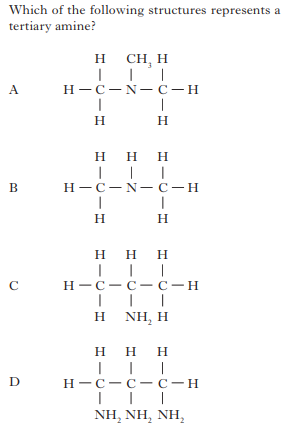 Which of the following structures represents a
tertiary amine?
H CH₃ H
A H—C—N—C—H
H H
H H H
B H—C—N—C—H
H H
H H H
C H—C—C—C—H
H NH₂ H
H H H
D H—C—C—C—H
NH₂ NH₂ NH₂